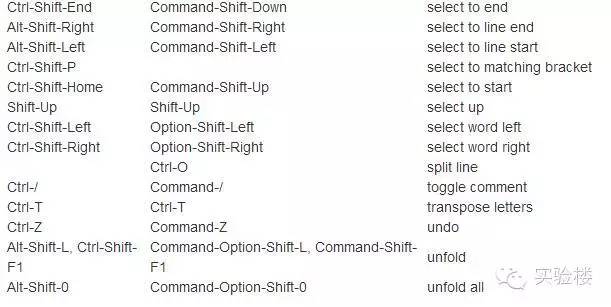 Ctrl-Shift-End Command-Shift-Down select to end
Alt-Shift-Right Command-Shift-Right select to line end
Alt-Shift-Left Command-Shift-Left select to line start
Ctrl-Shift-P select to matching bracket
Ctrl-Shift-Home Command-Shift-Up select to start
Shift-Up Shift-Up select up
Ctrl-Shift-Left Option-Shift-Left select word left
Ctrl-Shift-Right Option-Shift-Right select word right
Ctrl-O split line
Ctrl-/ Command-/ toggle comment
Ctrl-T Ctrl-T transpose letters
Ctrl-Z Command-Z undo
Alt-Shift-L, Ctrl-Shift- Command-Option-Shift-L, Command-Shift-
F1 F1 unfold
Alt-Shift-0 Command-Option-Shift-0 unfold all
实验楼